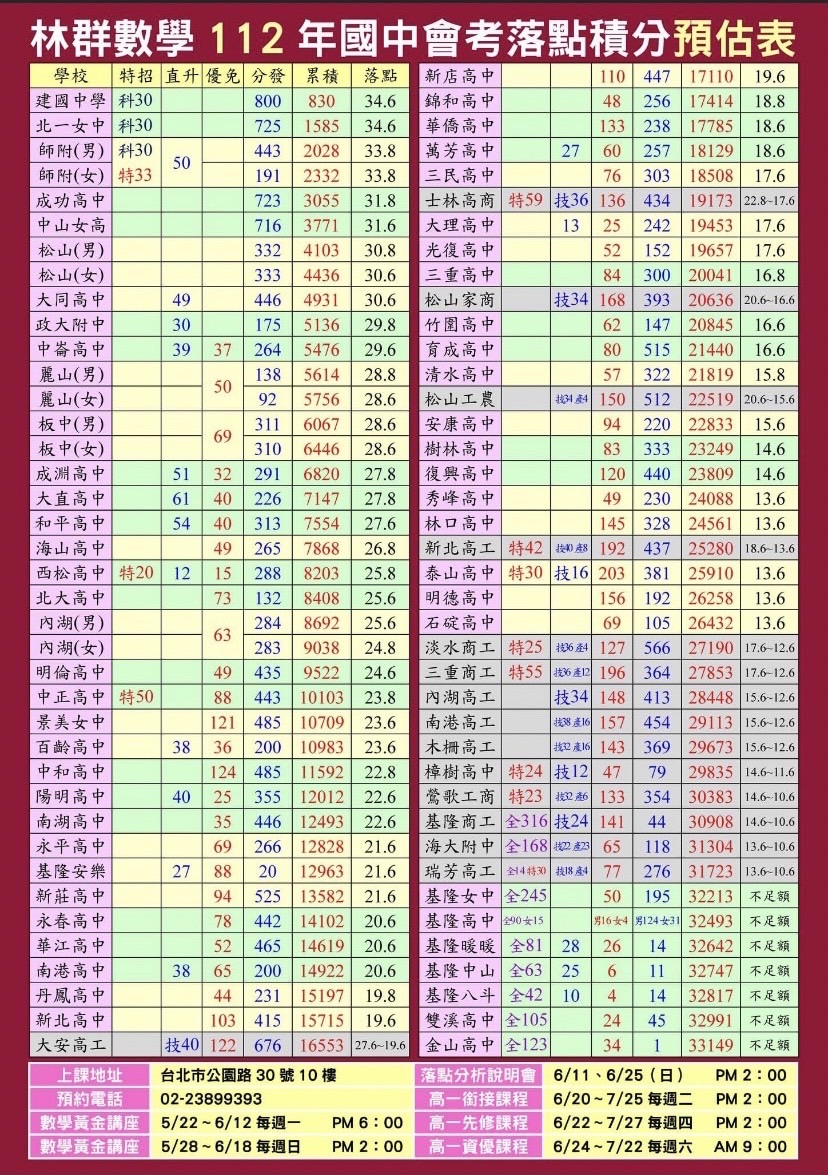 林群數學 112 年國中會考落點積分預估表
學校 特招 直升 優免 分發 累積 落點
建國中學 科30 800 830 34.6
北一女中 科30 725 1585 34.6
師附(男) 科30 50 443 2028 33.8
師附(女) 特33 191 2332 33.8
成功高中 723 3055 31.8
中山女高 716 3771 31.6
松山(男) 332 4103 30.8
松山(女) 333 4436 30.6
大同高中 49 446 4931 30.6
政大附中 30 175 5136 29.8
中崙高中 39 37 264 5476 29.6
麗山(男) 50 138 5614 28.8
麗山(女) 92 5756 28.6
板中(男) 69 311 6067 28.6
板中(女) 310 6446 28.6
成淵高中 51 32 291 6820 27.8
大直高中 61 40 226 7147 27.8
和平高中 54 40 313 7554 27.6
海山高中 49 265 7868 26.8
西松高中 特20 12 15 288 8203 25.8
北大高中 73 132 8408 25.6
內湖(男) 63 284 8692 25.6
內湖(女) 283 9038 24.8
明倫高中 49 435 9522 24.6
中正高中 特50 88 443 10103 23.8
景美女中 121 485 10709 23.6
百齡高中 38 36 200 10983 23.6
中和高中 124 485 11592 22.8
陽明高中 40 25 355 12012 22.6
南湖高中 35 446 12493 22.6
永平高中 69 266 12828 21.6
基隆安樂 27 88 20 12963 21.6
新莊高中 94 525 13582 21.6
永春高中 78 442 14102 20.6
華江高中 52 465 14619 20.6
南港高中 38 65 200 14922 20.6
丹鳳高中 44 231 15197 19.8
新北高中 103 415 15715 19.6
大安高工 技40 122 676 16553 27.6~19.6
新店高中 110 447 17110 19.6
錦和高中 48 256 17414 18.8
華僑高中 133 238 17785 18.6
萬芳高中 27 60 257 18129 18.6
三民高中 76 303 18508 17.6
士林高商 特59 技36 136 434 19173 22.8~17.6
大理高中 13 25 242 19453 17.6
光復高中 52 152 19657 17.6
三重高中 84 300 20041 16.8
松山家商 技34 168 393 20636 20.6~16.6
竹圍高中 62 147 20845 16.6
育成高中 80 515 21440 16.6
清水高中 57 322 21819 15.8
松山工農 技34 產4 150 512 22519 20.6~15.6
安康高中 94 220 22833 15.6
樹林高中 83 333 23249 14.6
復興高中 120 440 23809 14.6
秀峰高中 49 230 24088 13.6
林口高中 145 328 24561 13.6
新北高工 特42 技40 產8 192 437 25280 18.6~13.6
泰山高中 特30 技16 203 381 25910 13.6
明德高中 156 192 26258 13.6
石碇高中 69 105 26432 13.6
淡水商工 特25 技36 產4 127 566 27190 17.6~12.6
三重商工 特55 技36 產12 196 364 27853 17.6~12.6
內湖高工 技34 148 413 28448 15.6~12.6
南港高工 技38 產16 157 454 29113 15.6~12.6
木柵高工 技32 產16 143 369 29673 15.6~12.6
樟樹高中 特24 技12 47 79 29835 14.6~11.6
鶯歌工商 特23 技32 產6 133 354 30383 14.6~10.6
基隆商工 全316 技24 141 44 30908 14.6~10.6
海大附中 全168 技22 產23 65 118 31304 13.6~10.6
瑞芳高工 全14 特30 技18 產4 77 276 31723 13.6~10.6
基隆女中 全245 50 195 32213 不足額
基隆高中 全90 女15 男16 女4 男124 女31 32493 不足額
基隆暖暖 全81 28 26 14 32642 不足額
基隆中山 全63 25 6 11 32747 不足額
基隆八斗 全42 10 4 14 32817 不足額
雙溪高中 全105 24 45 32991 不足額
金山高中 全123 34 1 33149 不足額
上課地址 台北市公園路 30 號 10 樓
預約電話 02-23899393
數學黃金講座 5/22~6/12 每週一 PM 6:00
數學黃金講座 5/28~6/18 每週日 PM 2:00
落點分析說明會 6/11、6/25(日) PM 2:00
高一銜接課程 6/20~7/25 每週二 PM 2:00
高一先修課程 6/22~7/27 每週四 PM 2:00
高一資優課程 6/24~7/22 每週六 AM 9:00